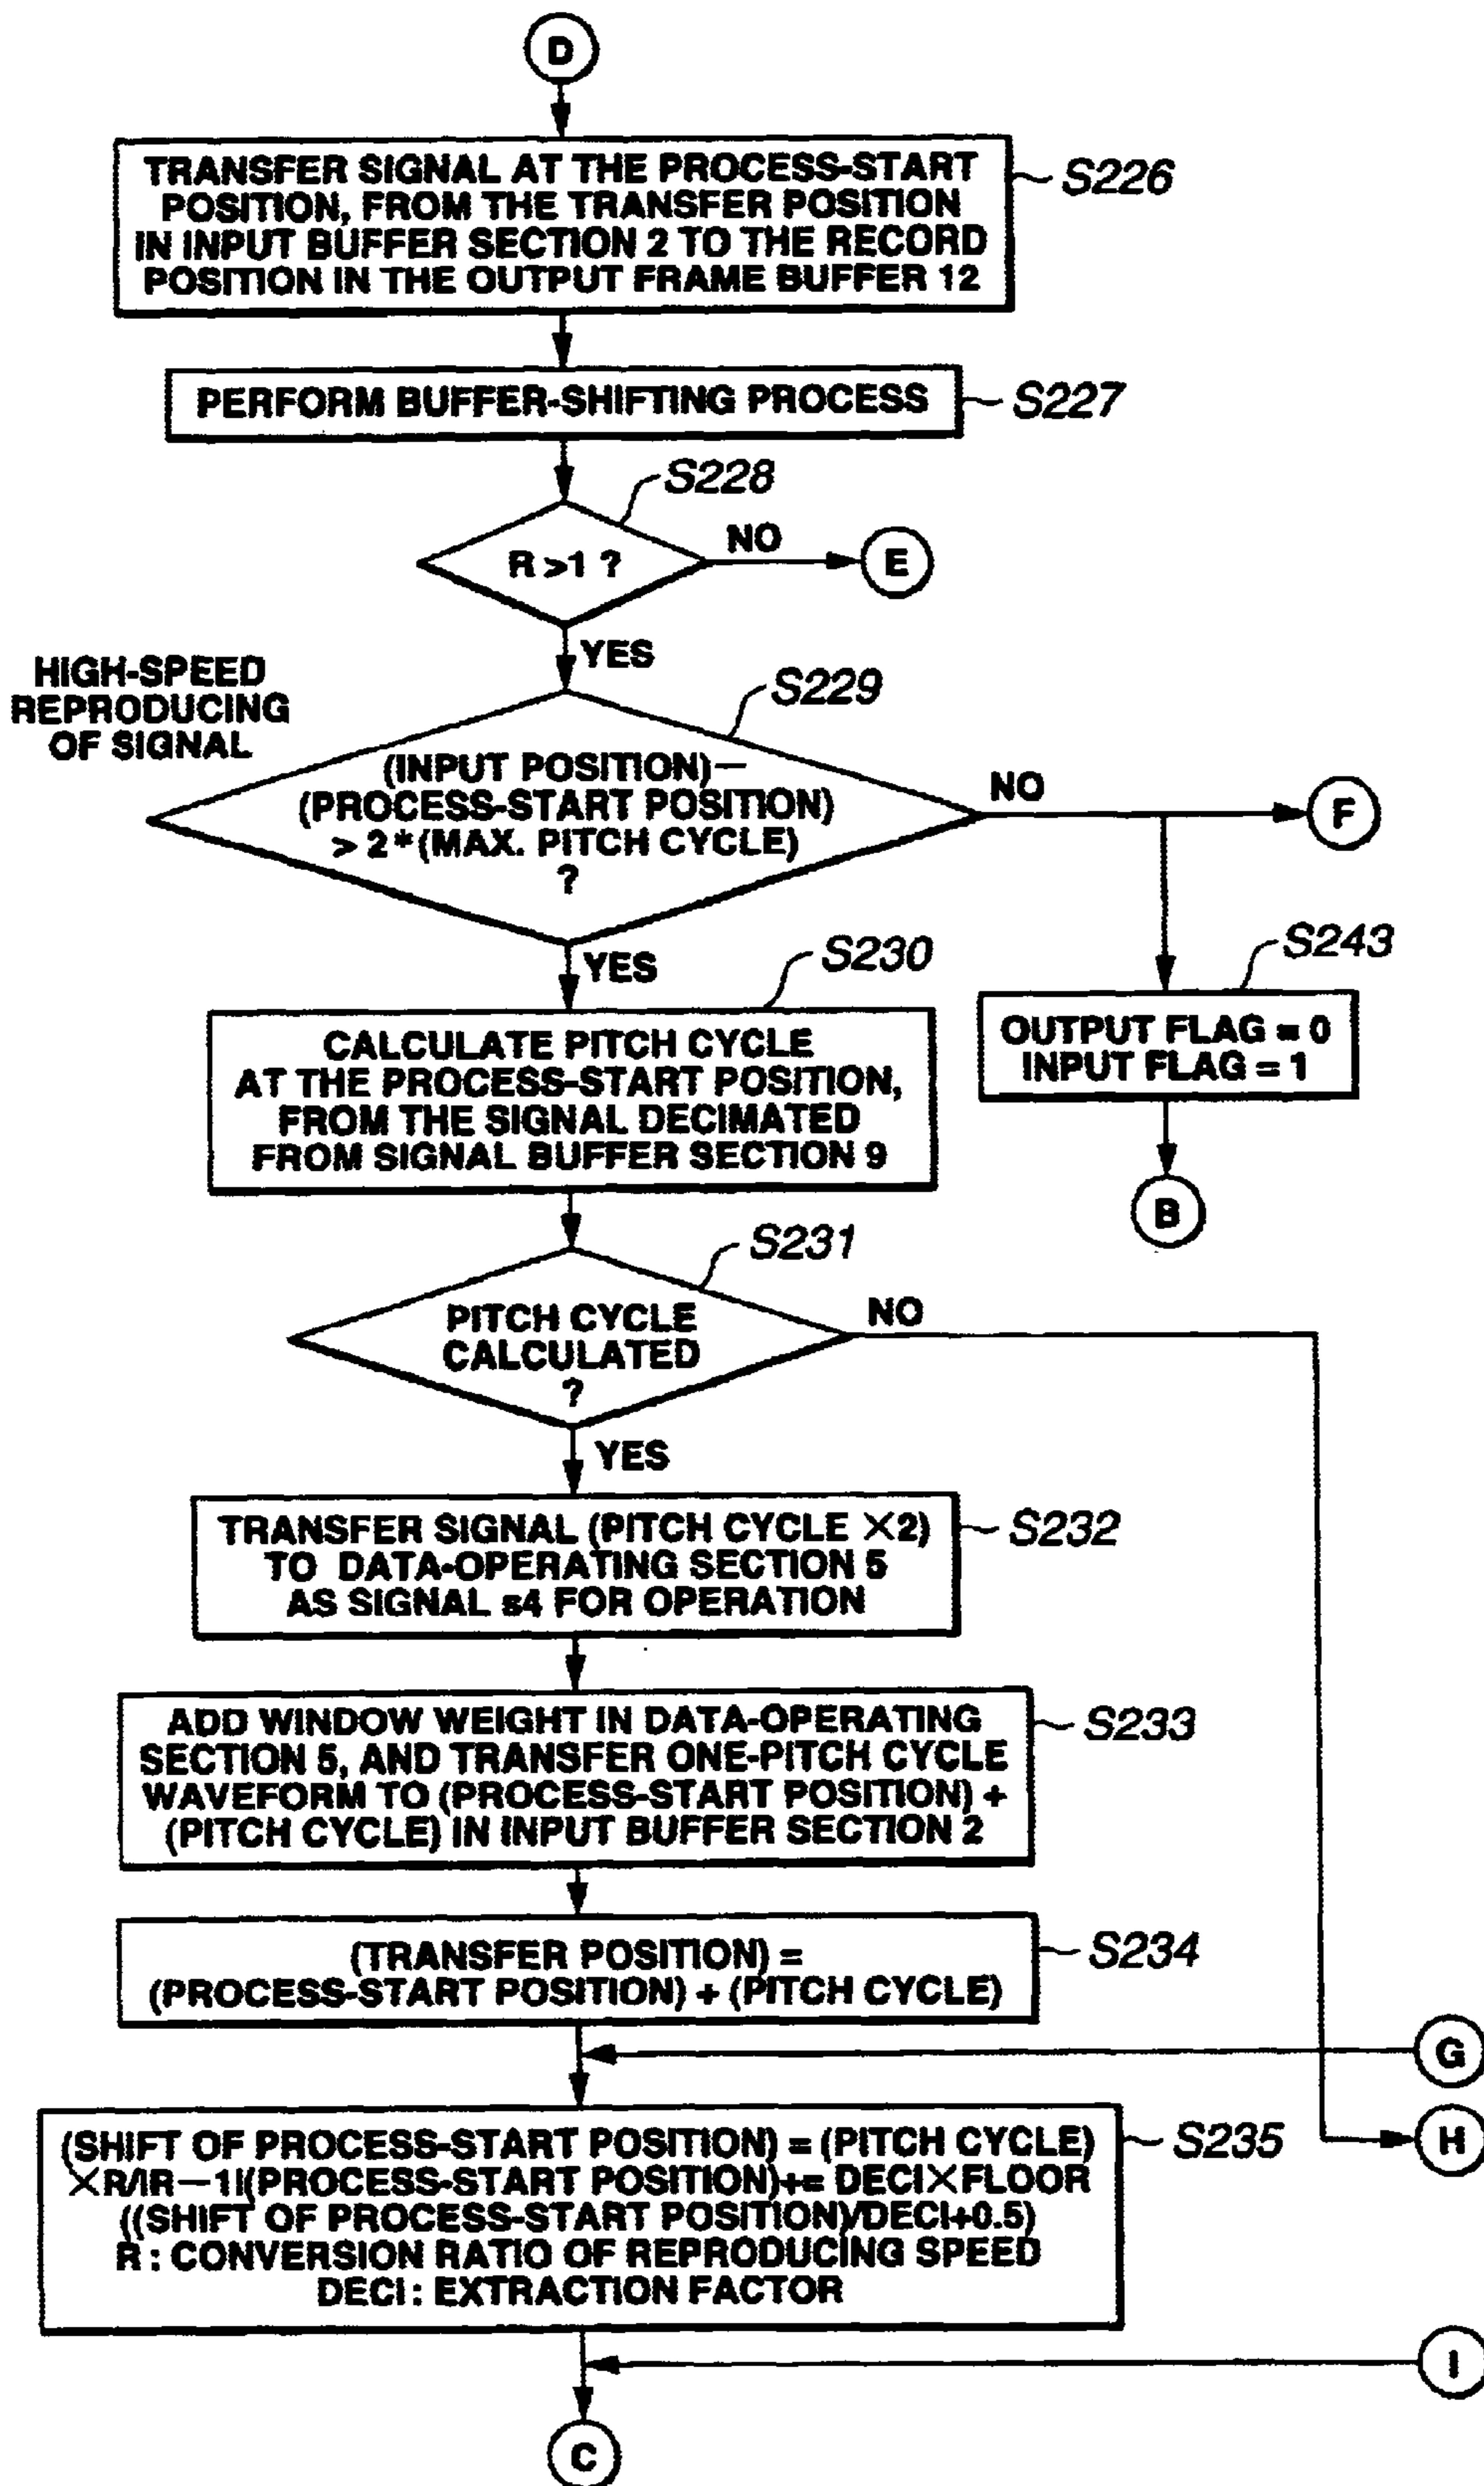 D
TRANSFER SIGNAL AT THE PROCESS-START
POSITION, FROM THE TRANSFER POSITION
IN INPUT BUFFER SECTION 2 TO THE RECORD
POSITION IN THE OUTPUT FRAME BUFFER 12
S226
PERFORM BUFFER-SHIFTING PROCESS
S227
S228
R >1 ?
NO
E
YES
HIGH-SPEED
REPRODUCING
OF SIGNAL
S229
(INPUT POSITION)—
(PROCESS-START POSITION)
> 2*(MAX. PITCH CYCLE)
?
NO
F
YES
S230
CALCULATE PITCH CYCLE
AT THE PROCESS-START POSITION,
FROM THE SIGNAL DECIMATED
FROM SIGNAL BUFFER SECTION 9
S243
OUTPUT FLAG = 0
INPUT FLAG = 1
B
S231
PITCH CYCLE
CALCULATED
?
NO
YES
TRANSFER SIGNAL (PITCH CYCLE ×2)
TO DATA-OPERATING SECTION 5
AS SIGNAL s4 FOR OPERATION
S232
ADD WINDOW WEIGHT IN DATA-OPERATING
SECTION 5, AND TRANSFER ONE-PITCH CYCLE
WAVEFORM TO (PROCESS-START POSITION) +
(PITCH CYCLE) IN INPUT BUFFER SECTION 2
S233
(TRANSFER POSITION) =
(PROCESS-START POSITION) + (PITCH CYCLE)
S234
G
H
(SHIFT OF PROCESS-START POSITION) = (PITCH CYCLE)
×R/|R—1|(PROCESS-START POSITION)+= DECI×FLOOR
((SHIFT OF PROCESS-START POSITION)/DECI+0.5)
R : CONVERSION RATIO OF REPRODUCING SPEED
DECI : EXTRACTION FACTOR
S235
I
C